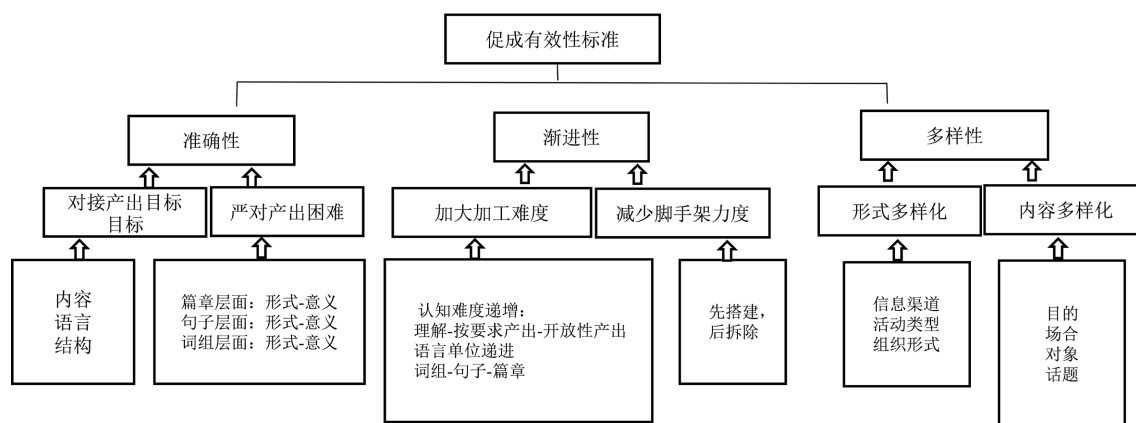 促成有效性标准
准确性
渐进性
多样性
对接产出目标
目标
严对产出困难
加大加工难度
减少脚手架力度
形式多样化
内容多样化
内容
语言
结构
篇章层面：形式-意义
句子层面：形式-意义
词组层面：形式-意义
认知难度递增：
理解-按要求产出-开放性产出
语言单位递进
词组-句子-篇章
先搭建，
后拆除
信息渠道
活动类型
组织形式
目的
场合
对象
话题